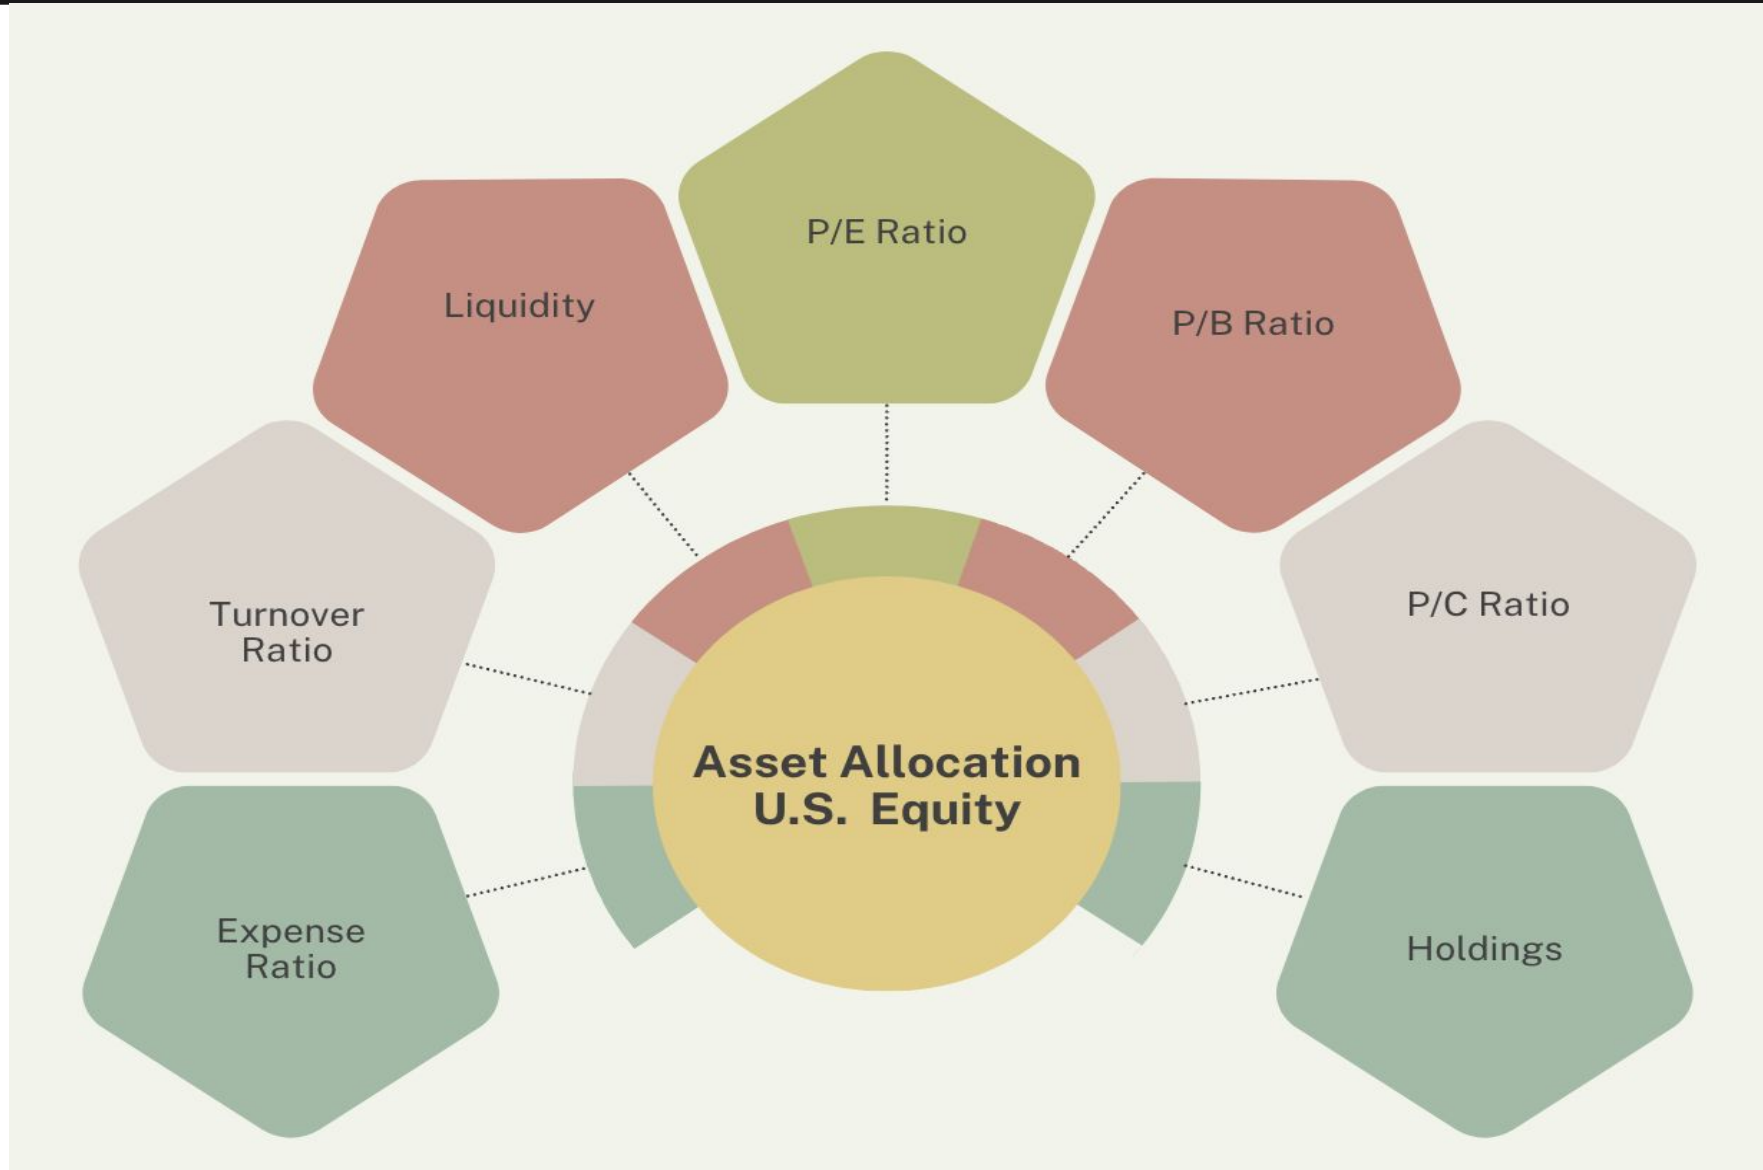 P/E Ratio
Liquidity
P/B Ratio
Turnover
Ratio
P/C Ratio
Asset Allocation
U.S.  Equity
Expense
Ratio
Holdings